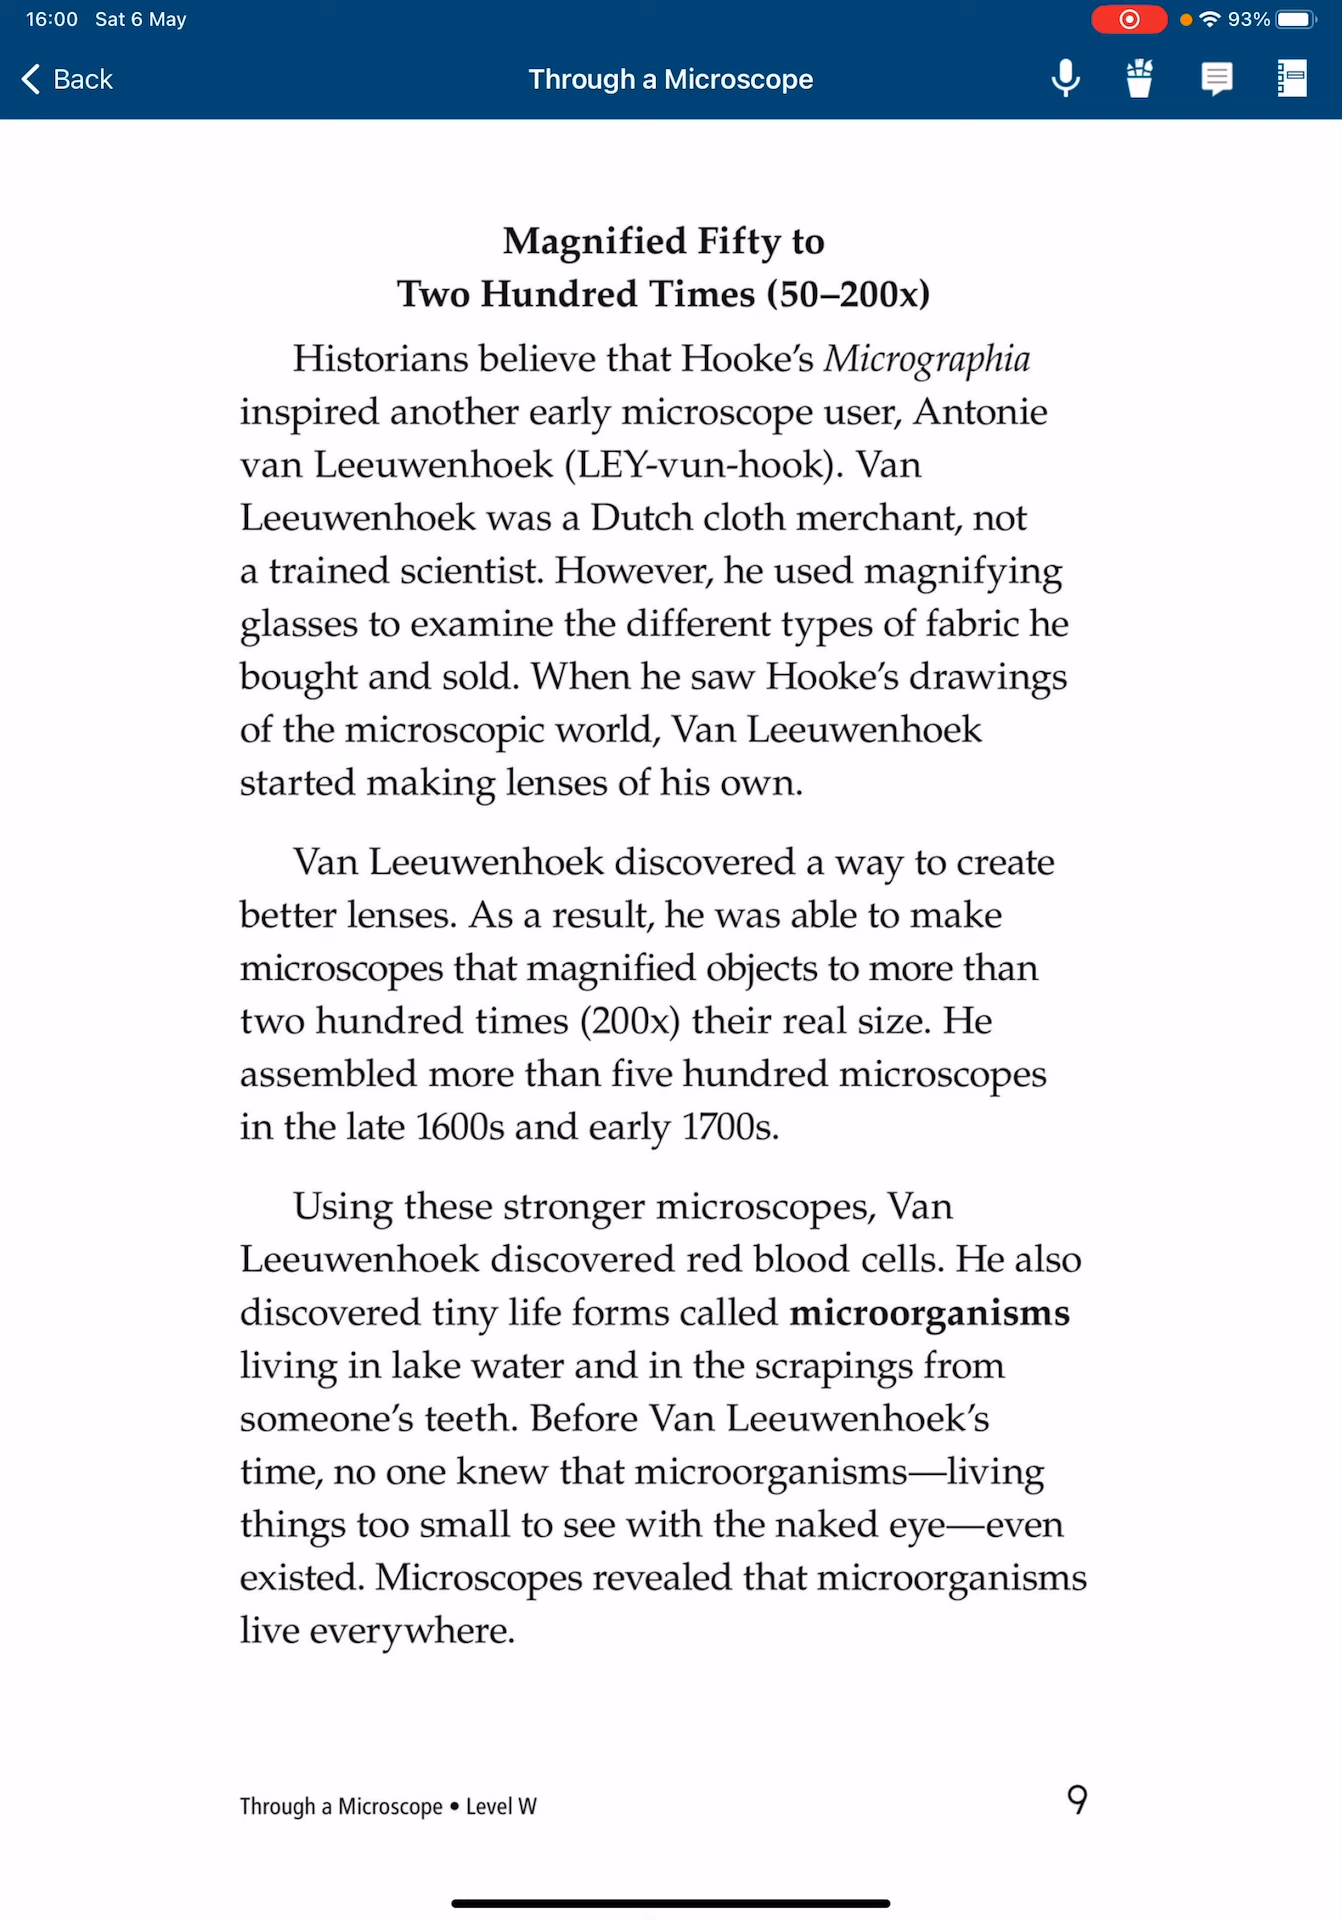 16:00 Sat 6 May
93%
Back
Through a Microscope
Magnified Fifty to
Two Hundred Times (50–200x)
Historians believe that Hooke’s Micrographia
inspired another early microscope user, Antonie
van Leeuwenhoek (LEY-vun-hook). Van
Leeuwenhoek was a Dutch cloth merchant, not
a trained scientist. However, he used magnifying
glasses to examine the different types of fabric he
bought and sold. When he saw Hooke’s drawings
of the microscopic world, Van Leeuwenhoek
started making lenses of his own.
Van Leeuwenhoek discovered a way to create
better lenses. As a result, he was able to make
microscopes that magnified objects to more than
two hundred times (200x) their real size. He
assembled more than five hundred microscopes
in the late 1600s and early 1700s.
Using these stronger microscopes, Van
Leeuwenhoek discovered red blood cells. He also
discovered tiny life forms called microorganisms
living in lake water and in the scrapings from
someone’s teeth. Before Van Leeuwenhoek’s
time, no one knew that microorganisms—living
things too small to see with the naked eye—even
existed. Microscopes revealed that microorganisms
live everywhere.
Through a Microscope • Level W
9